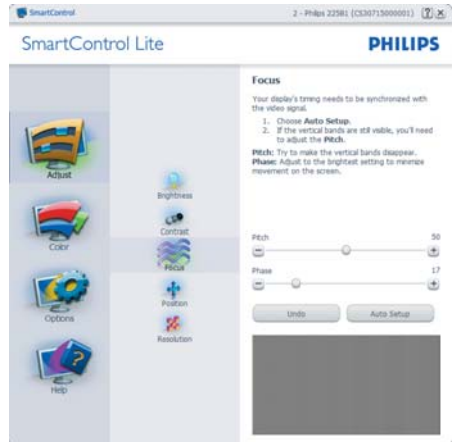 SmartControl
2 - Philips 225B1 (CS30715000001)
SmartControl Lite
PHILIPS
Adjust
Color
Options
Help
Brightness
Contrast
Focus
Position
Resolution
Focus
Your display's timing needs to be synchronized with
the video signal.
1. Choose Auto Setup.
2. If the vertical bands are still visible, you'll need
to adjust the Pitch.
Pitch: Try to make the vertical bands disappear.
Phase: Adjust to the brightest setting to minimize
movement on the screen.
Pitch 50
Phase 17
Undo Auto Setup